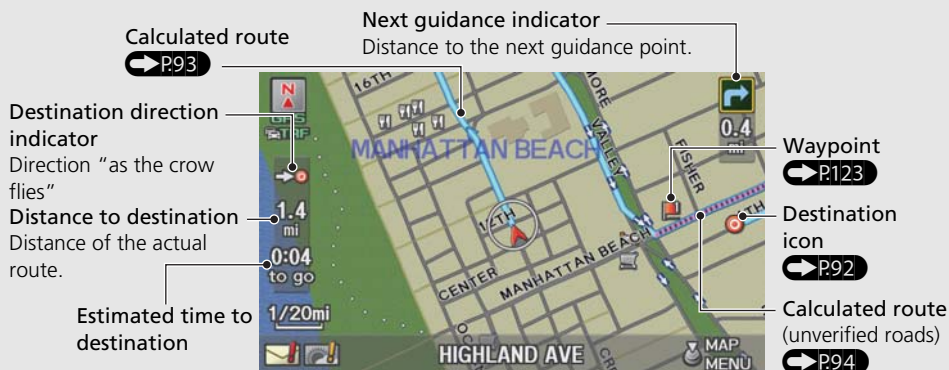 Next guidance indicator
Distance to the next guidance point.
Calculated route
P.93
Destination direction
indicator
Direction “as the crow
flies”
Distance to destination
Distance of the actual
route.
Estimated time to
destination
Waypoint
P.123
Destination
icon
P.92
Calculated route
(unverified roads)
P.94
N
GPS
TRF
1.4
mi
0:04
to go
1/20mi
16TH
MANHATTAN BEACH
MORE
VALLEY
FISHER
0.4
mi
12TH
TH
CENTER
MANHATTAN BEACH
HIGHLAND AVE
MAP
MENU